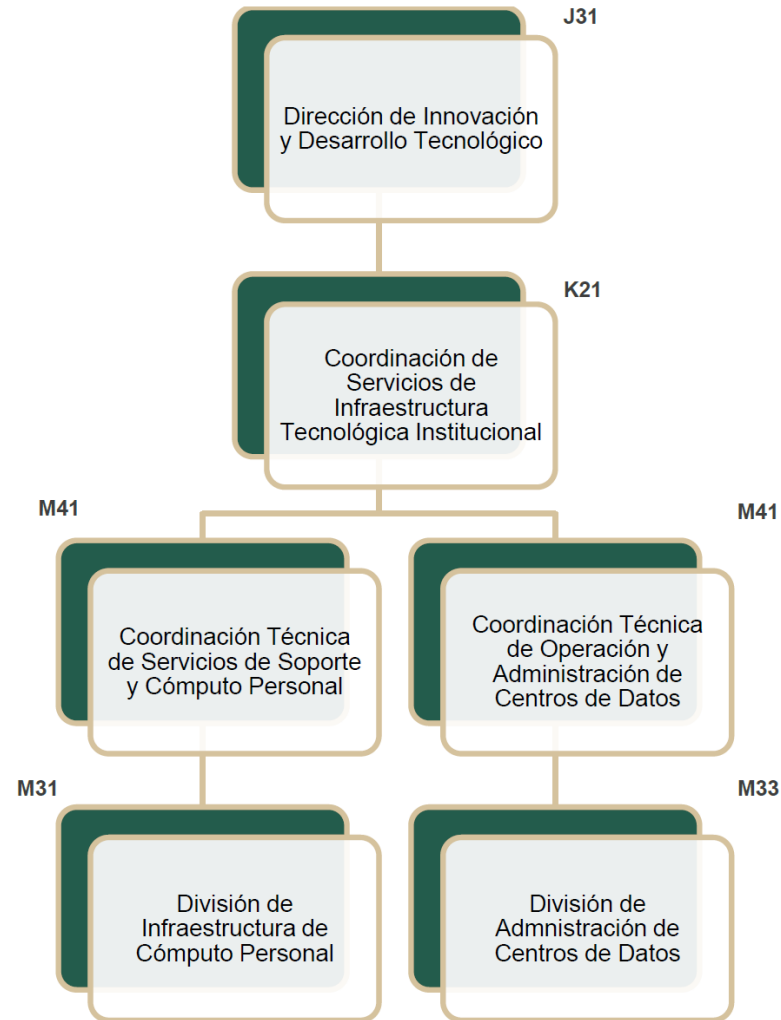 J31
Dirección de Innovación
y Desarrollo Tecnológico
K21
Coordinación de
Servicios de
Infraestructura
Tecnológica Institucional
M41
M41
Coordinación Técnica
de Servicios de Soporte
y Cómputo Personal
Coordinación Técnica
de Operación y
Administración de
Centros de Datos
M31
M33
División de
Infraestructura de
Cómputo Personal
División de
Admnistración de
Centros de Datos